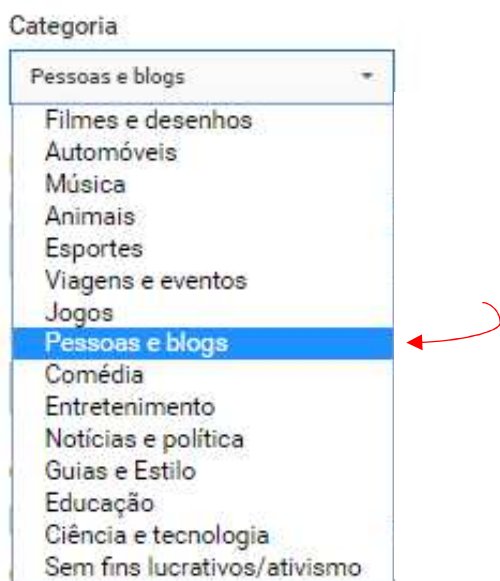 Categoria
Pessoas e blogs
Filmes e desenhos
Automóveis
Música
Animais
Esportes
Viagens e eventos
Jogos
Pessoas e blogs
Comédia
Entretenimento
Notícias e política
Guias e Estilo
Educação
Ciência e tecnologia
Sem fins lucrativos/ativismo